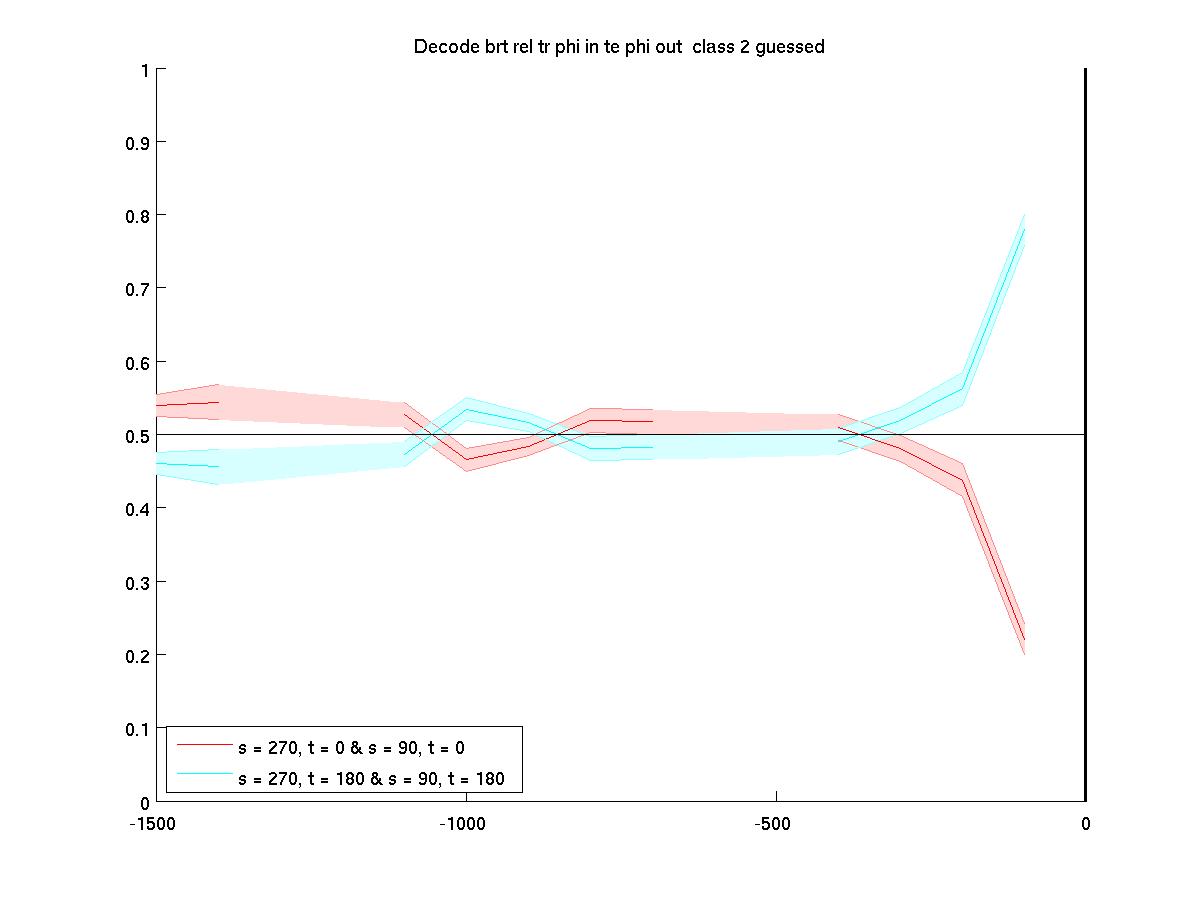 Decode brt rel tr phi in te phi out  class 2 guessed
1
0.9
0.8
0.7
0.6
0.5
0.4
0.3
0.2
0.1
0
s = 270, t = 0 & s = 90, t = 0
s = 270, t = 180 & s = 90, t = 180
-1500 -1000 -500 0